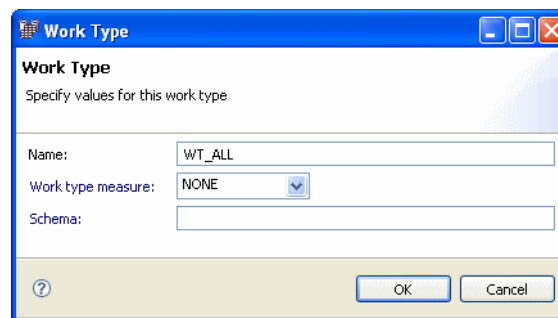 Work Type
Work Type
Specify values for this work type
Name: WT_ALL
Work type measure: NONE
Schema:
OK Cancel